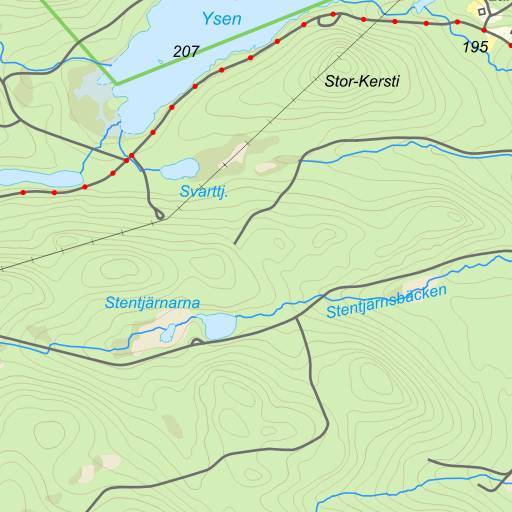 Ysen
207
195
Stor-Kersti
Svarttj.
Stentjärnarna
Stentjärnsbäcken